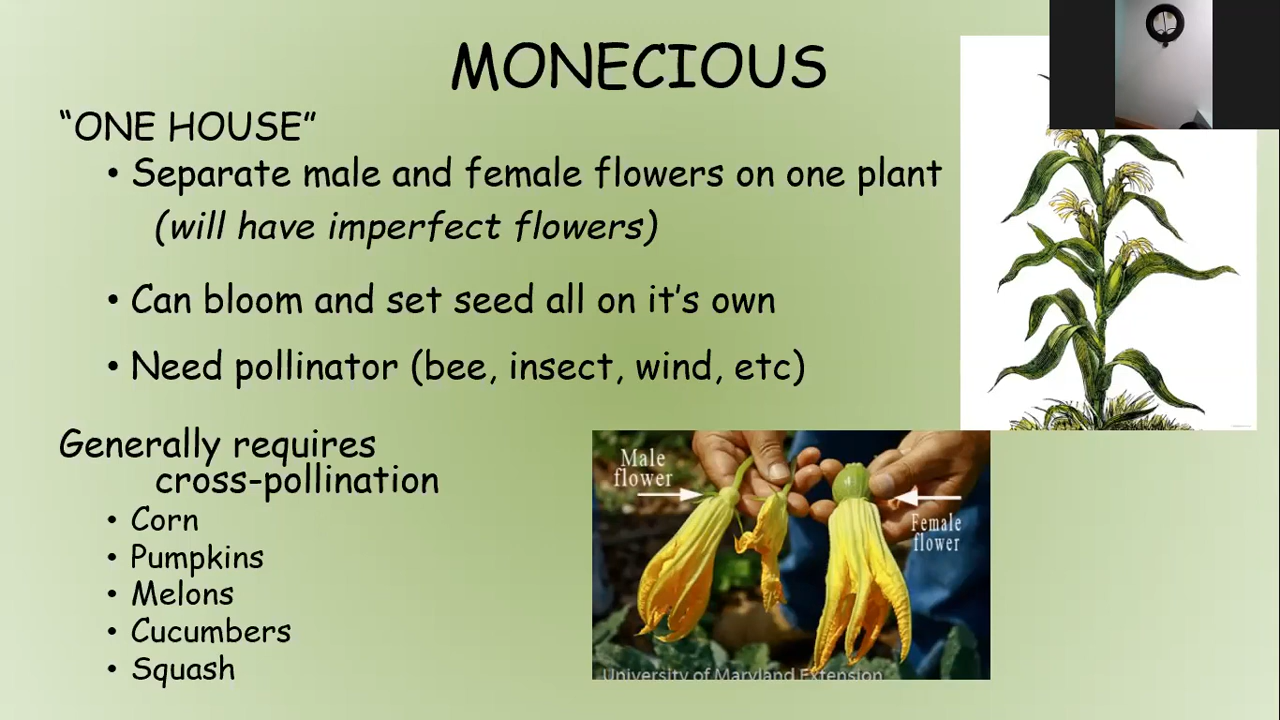 MONECIOUS
“ONE HOUSE”
• Separate male and female flowers on one plant
(will have imperfect flowers)
• Can bloom and set seed all on it’s own
• Need pollinator (bee, insect, wind, etc)
Generally requires
cross-pollination
• Corn
• Pumpkins
• Melons
• Cucumbers
• Squash
Male
flower
Female
flower
University of Maryland Extension